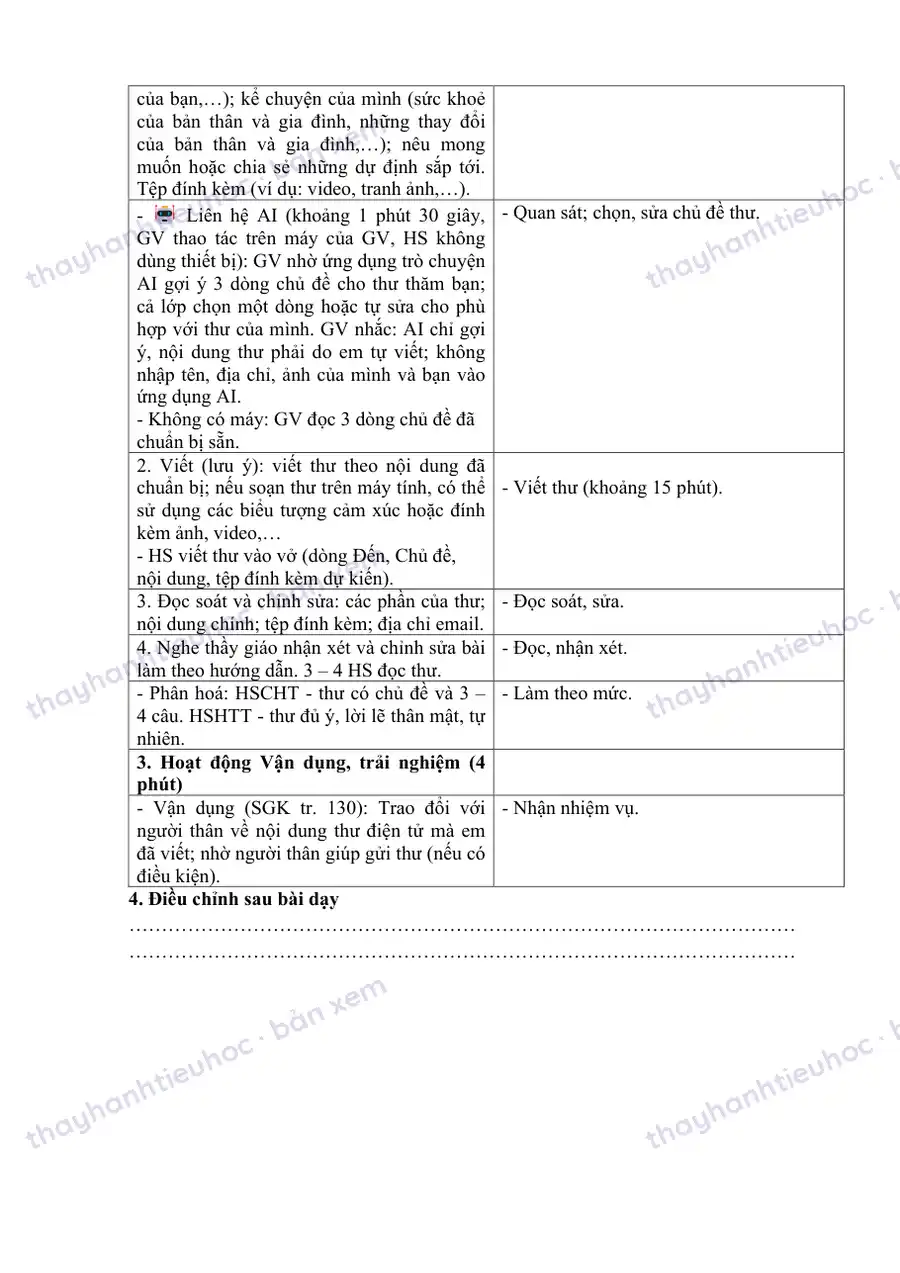 của bạn,…); kể chuyện của mình (sức khoẻ
của bản thân và gia đình, những thay đổi
của bản thân và gia đình,…); nêu mong
muốn hoặc chia sẻ những dự định sắp tới.
Tệp đính kèm (ví dụ: video, tranh ảnh,…).
- Liên hệ AI (khoảng 1 phút 30 giây,
GV thao tác trên máy của GV, HS không
dùng thiết bị): GV nhờ ứng dụng trò chuyện
AI gợi ý 3 dòng chủ đề cho thư thăm bạn;
cả lớp chọn một dòng hoặc tự sửa cho phù
hợp với thư của mình. GV nhắc: AI chỉ gợi
ý, nội dung thư phải do em tự viết; không
nhập tên, địa chỉ, ảnh của mình và bạn vào
ứng dụng AI.
- Không có máy: GV đọc 3 dòng chủ đề đã
chuẩn bị sẵn.
- Quan sát; chọn, sửa chủ đề thư.
2. Viết (lưu ý): viết thư theo nội dung đã
chuẩn bị; nếu soạn thư trên máy tính, có thể
sử dụng các biểu tượng cảm xúc hoặc đính
kèm ảnh, video,…
- HS viết thư vào vở (dòng Đến, Chủ đề,
nội dung, tệp đính kèm dự kiến).
- Viết thư (khoảng 15 phút).
3. Đọc soát và chỉnh sửa: các phần của thư;
nội dung chính; tệp đính kèm; địa chỉ email.
- Đọc soát, sửa.
4. Nghe thầy giáo nhận xét và chỉnh sửa bài
làm theo hướng dẫn. 3 – 4 HS đọc thư.
- Đọc, nhận xét.
- Phân hoá: HSCHT - thư có chủ đề và 3 –
4 câu. HSHTT - thư đủ ý, lời lẽ thân mật, tự
nhiên.
- Làm theo mức.
3. Hoạt động Vận dụng, trải nghiệm (4
phút)
- Vận dụng (SGK tr. 130): Trao đổi với
người thân về nội dung thư điện tử mà em
đã viết; nhờ người thân giúp gửi thư (nếu có
điều kiện).
- Nhận nhiệm vụ.
4. Điều chỉnh sau bài dạy
…………………………………………………………………………………………
…………………………………………………………………………………………
thayhanhtieuhoc · bản xem
thayhanhtieuhoc · b
thayhanhtieuhoc · bản xem
thayhanhtieuhoc · b
thayhanhtieuhoc · bản xem
thayhanhtieuhoc · b